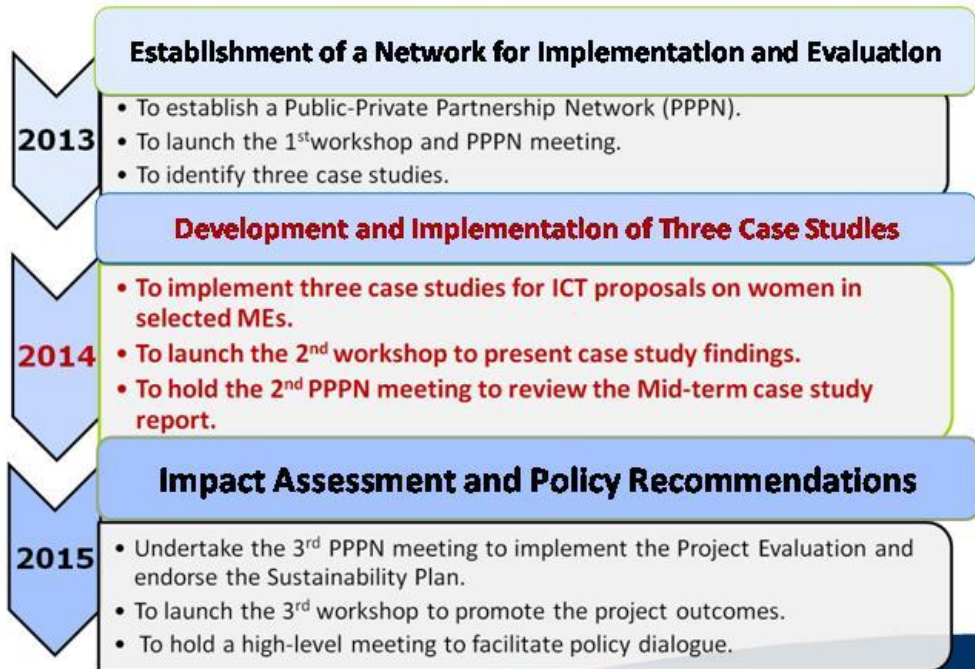 Establishment of a Network for Implementation and Evaluation
2013
• To establish a Public-Private Partnership Network (PPPN).
• To launch the 1stworkshop and PPPN meeting.
• To identify three case studies.
Development and Implementation of Three Case Studies
2014
• To implement three case studies for ICT proposals on women in
selected MEs.
• To launch the 2nd workshop to present case study findings.
• To hold the 2nd PPPN meeting to review the Mid-term case study
report.
Impact Assessment and Policy Recommendations
2015
• Undertake the 3rd PPPN meeting to implement the Project Evaluation and
endorse the Sustainability Plan.
• To launch the 3rd workshop to promote the project outcomes.
• To hold a high-level meeting to facilitate policy dialogue.